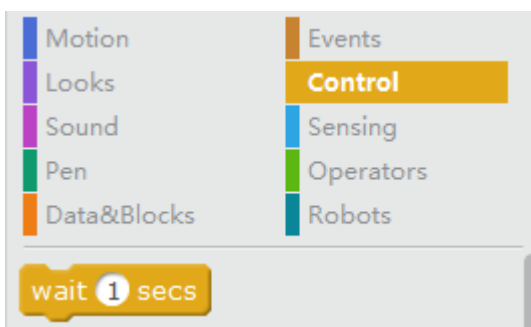 Motion
Events
Looks
Control
Sound
Sensing
Pen
Operators
Data&Blocks
Robots
wait 1 secs